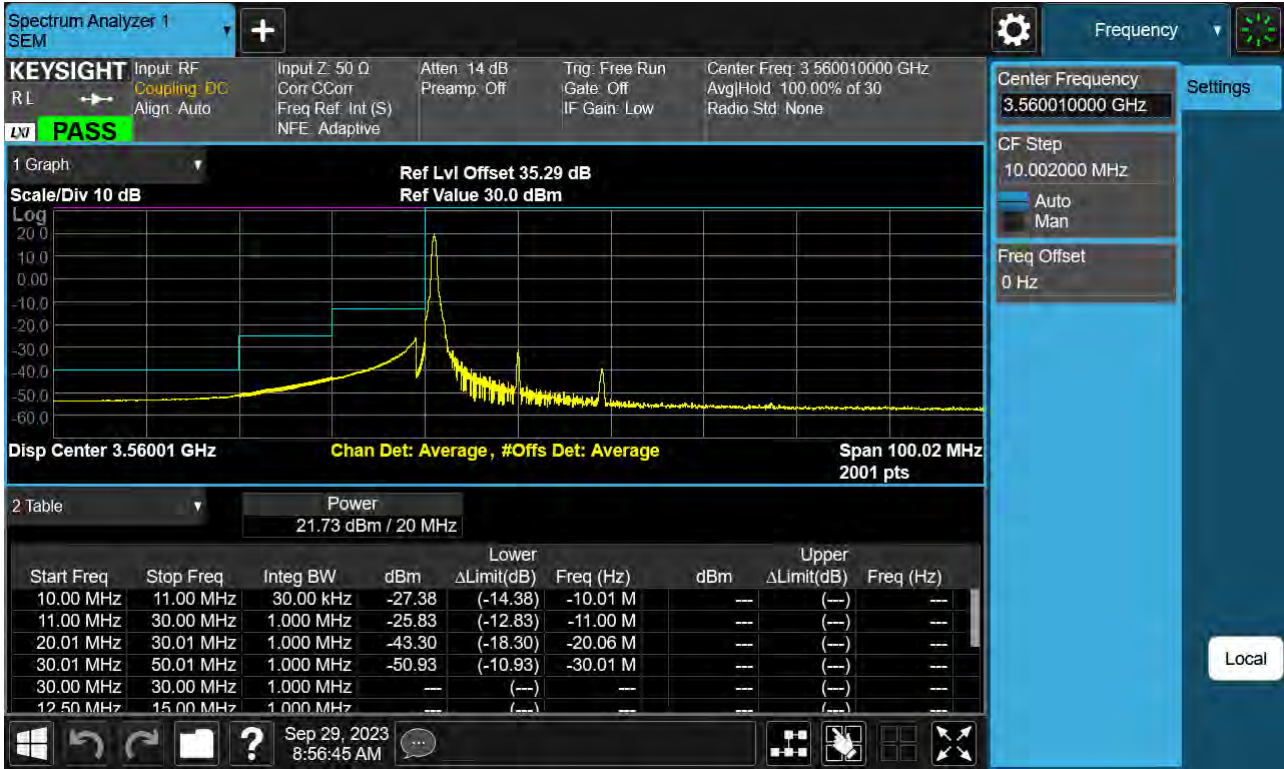 Spectrum Analyzer 1
SEM
Frequency
KEYSIGHT
RL
LXI
PASS
Input: RF
Coupling: DC
Align: Auto
Input Z: 50 Ω
Corr CCorr
Freq Ref: Int (S)
NFE: Adaptive
Atten: 14 dB
Preamp: Off
Trig: Free Run
Gate: Off
IF Gain: Low
Center Freq: 3.560010000 GHz
Avg|Hold: 100.00% of 30
Radio Std: None
Center Frequency
3.560010000 GHz
Settings
CF Step
10.002000 MHz
Auto
Man
Freq Offset
0 Hz
1 Graph
Scale/Div 10 dB
Ref Lvl Offset 35.29 dB
Ref Value 30.0 dBm
Log
20.0
10.0
0.00
-10.0
-20.0
-30.0
-40.0
-50.0
-60.0
Disp Center 3.56001 GHz
Chan Det: Average, #Offs Det: Average
Span 100.02 MHz
2001 pts
2 Table
Power
21.73 dBm / 20 MHz
Lower Upper
Start Freq Stop Freq Integ BW dBm ΔLimit(dB) Freq (Hz) dBm ΔLimit(dB) Freq (Hz)
10.00 MHz 11.00 MHz 30.00 kHz -27.38 (-14.38) -10.01 M --- (---) ---
11.00 MHz 30.00 MHz 1.000 MHz -25.83 (-12.83) -11.00 M --- (---) ---
20.01 MHz 30.01 MHz 1.000 MHz -43.30 (-18.30) -20.06 M --- (---) ---
30.01 MHz 50.01 MHz 1.000 MHz -50.93 (-10.93) -30.01 M --- (---) ---
30.00 MHz 30.00 MHz 1.000 MHz --- (---) --- --- (---) ---
12.50 MHz 15.00 MHz 1.000 MHz --- (---) --- --- (---) ---
Local
?
Sep 29, 2023
8:56:45 AM